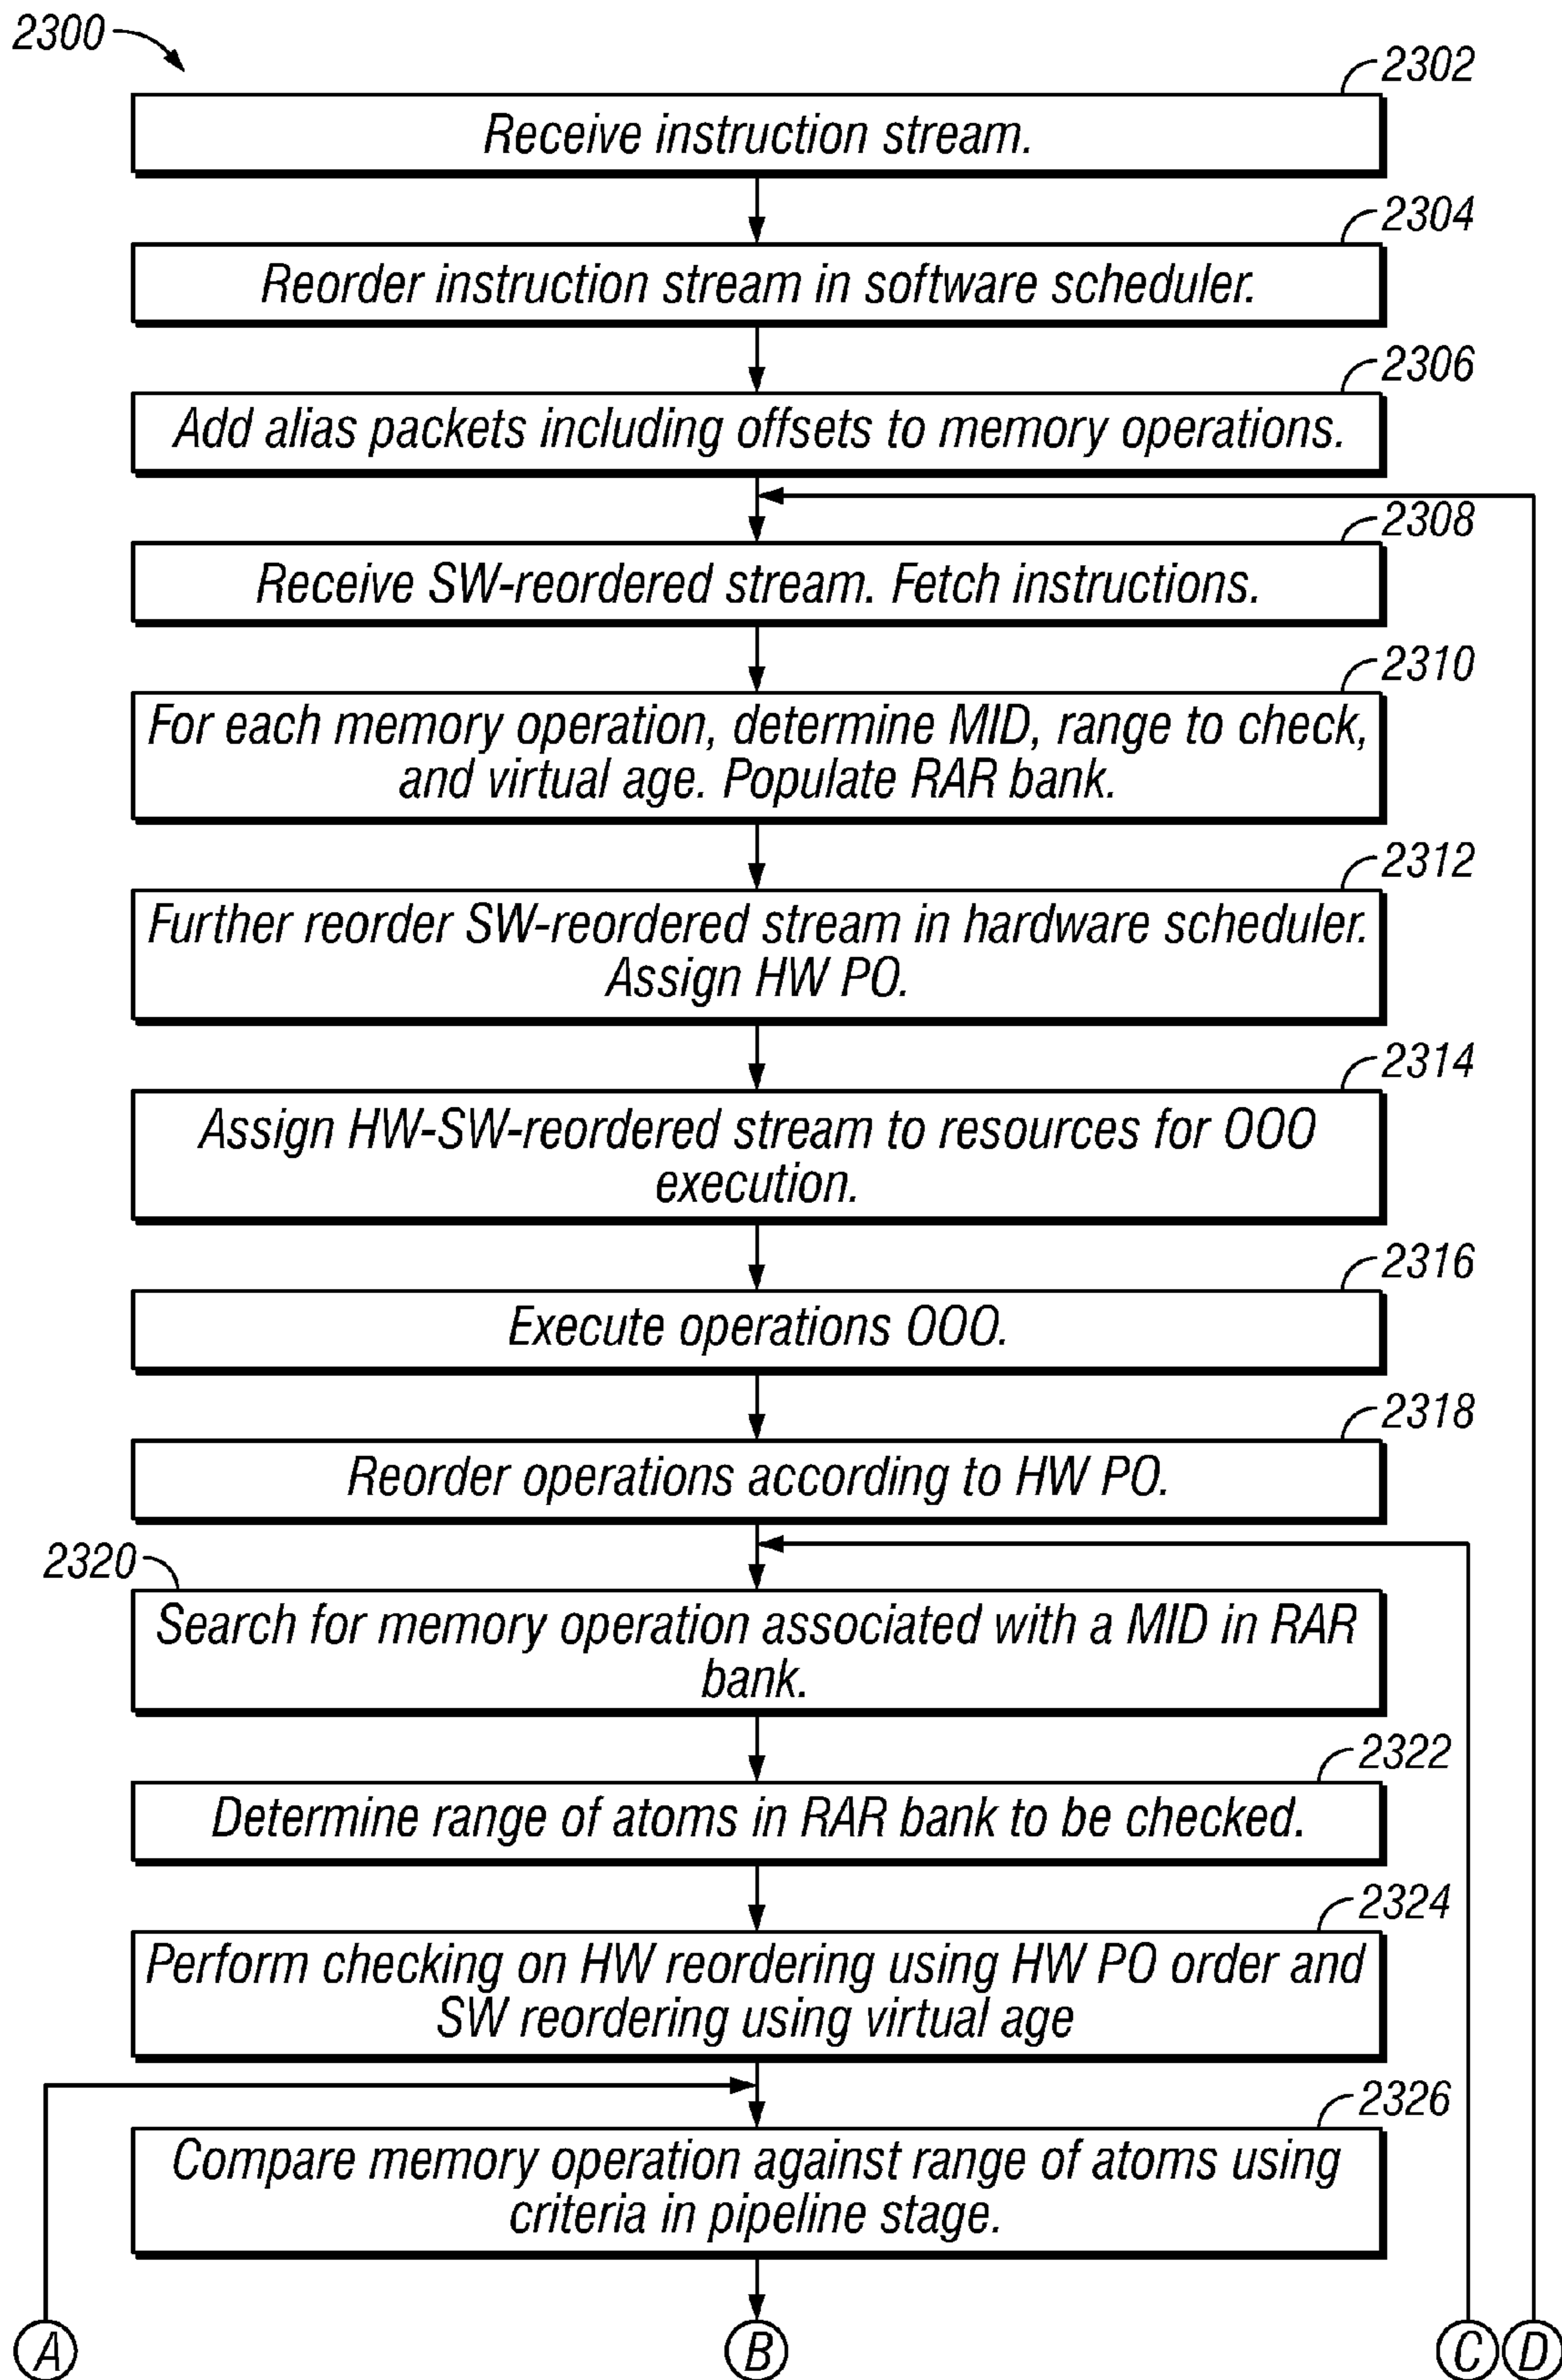 2300
2302
Receive instruction stream.
2304
Reorder instruction stream in software scheduler.
2306
Add alias packets including offsets to memory operations.
2308
Receive SW-reordered stream. Fetch instructions.
2310
For each memory operation, determine MID, range to check,
and virtual age. Populate RAR bank.
2312
Further reorder SW-reordered stream in hardware scheduler.
Assign HW PO.
2314
Assign HW-SW-reordered stream to resources for OOO
execution.
2316
Execute operations OOO.
2318
Reorder operations according to HW PO.
2320
Search for memory operation associated with a MID in RAR
bank.
2322
Determine range of atoms in RAR bank to be checked.
2324
Perform checking on HW reordering using HW PO order and
SW reordering using virtual age
2326
Compare memory operation against range of atoms using
criteria in pipeline stage.
A B C D